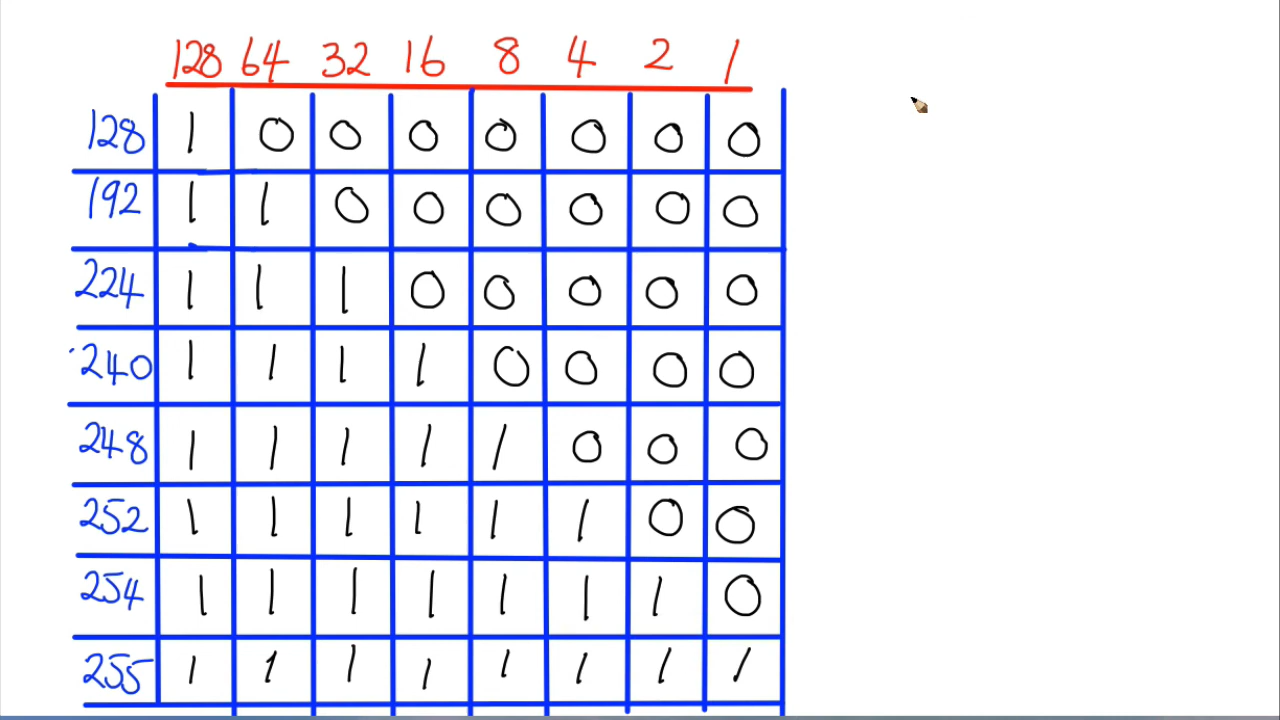 128 64 32 16 8 4 2 1
128 1 0 0 0 0 0 0 0
192 1 1 0 0 0 0 0 0
224 1 1 1 0 0 0 0 0
240 1 1 1 1 0 0 0 0
248 1 1 1 1 1 0 0 0
252 1 1 1 1 1 1 0 0
254 1 1 1 1 1 1 1 0
255 1 1 1 1 1 1 1 1